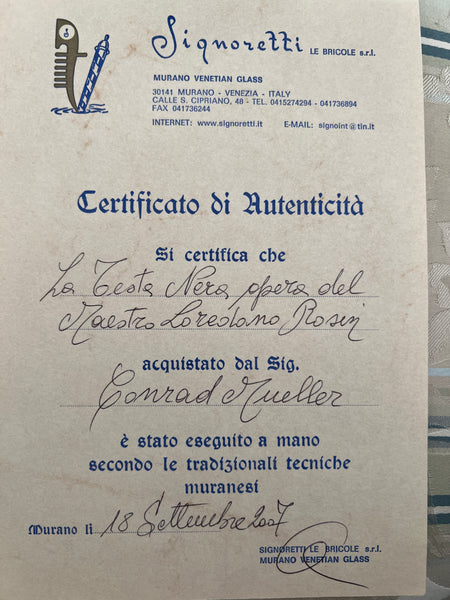 Signoretti LE BRICOLE s.r.l.
MURANO VENETIAN GLASS
30141 MURANO - VENEZIA - ITALY
CALLE S. CIPRIANO, 48 - TEL. 0415274294 - 041736894
FAX 041736244
INTERNET: www.signoretti.it E-MAIL: signoint@tin.it
Certificato di Autenticità
Si certifica che
La Testa Nera opera del
Maestro Loredano Rosin
acquistato dal Sig.
Conrad Mueller
è stato eseguito a mano
secondo le tradizionali tecniche
muranesi
Murano li 18 Settembre 2007
SIGNORETTI LE BRICOLE s.r.l.
MURANO VENETIAN GLASS